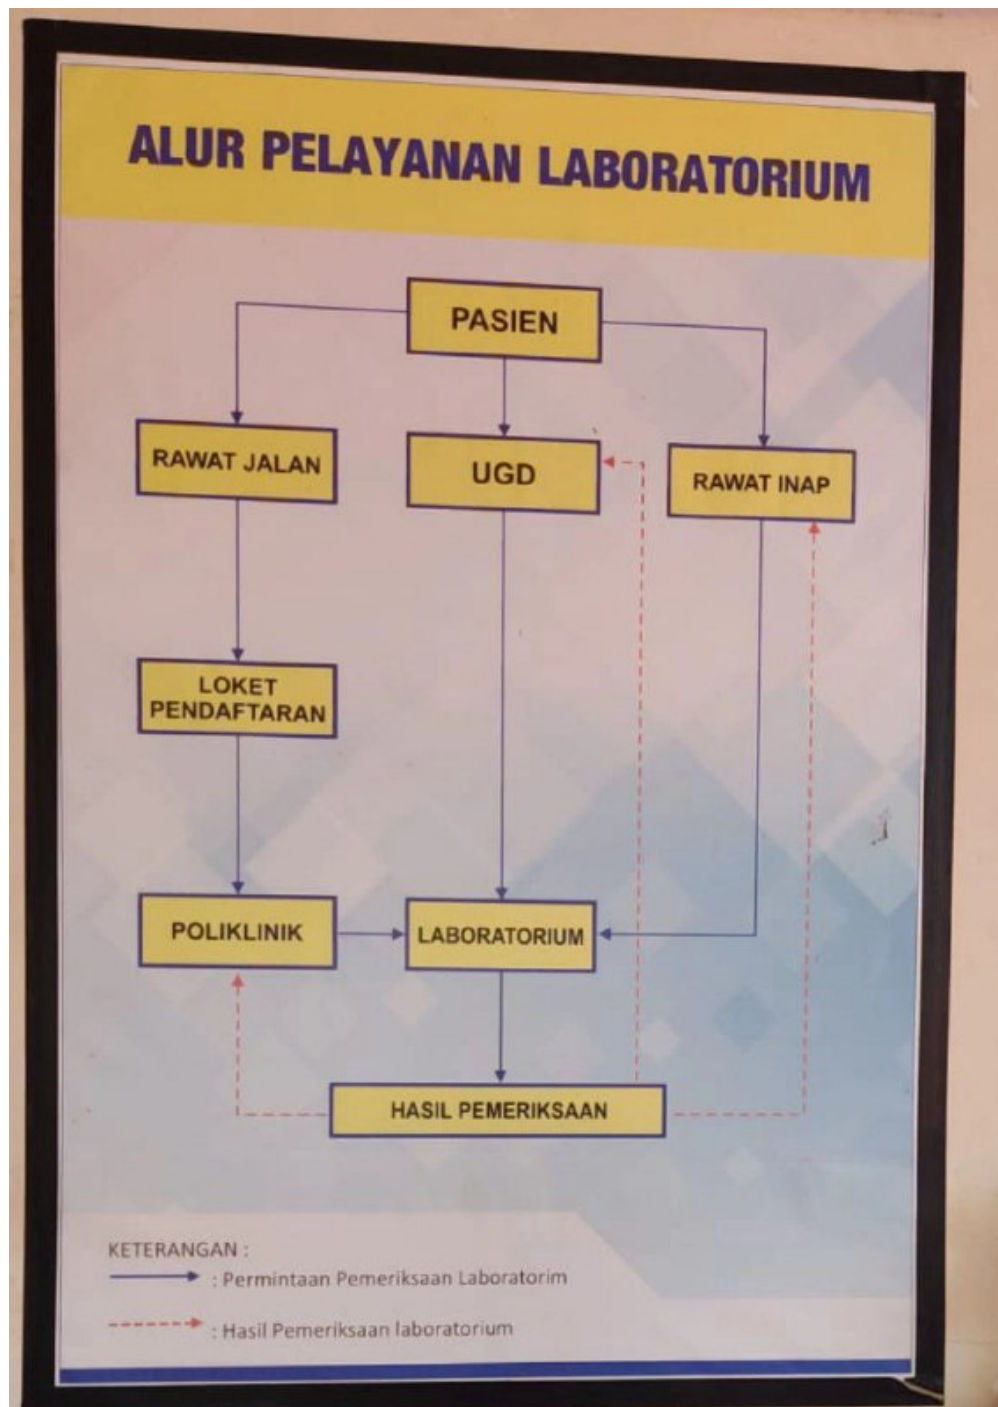 ALUR PELAYANAN LABORATORIUM
PASIEN
RAWAT JALAN
UGD
RAWAT INAP
LOKET
PENDAFTARAN
POLIKLINIK
LABORATORIUM
HASIL PEMERIKSAAN
KETERANGAN :
: Permintaan Pemeriksaan Laboratorim
: Hasil Pemeriksaan laboratorium